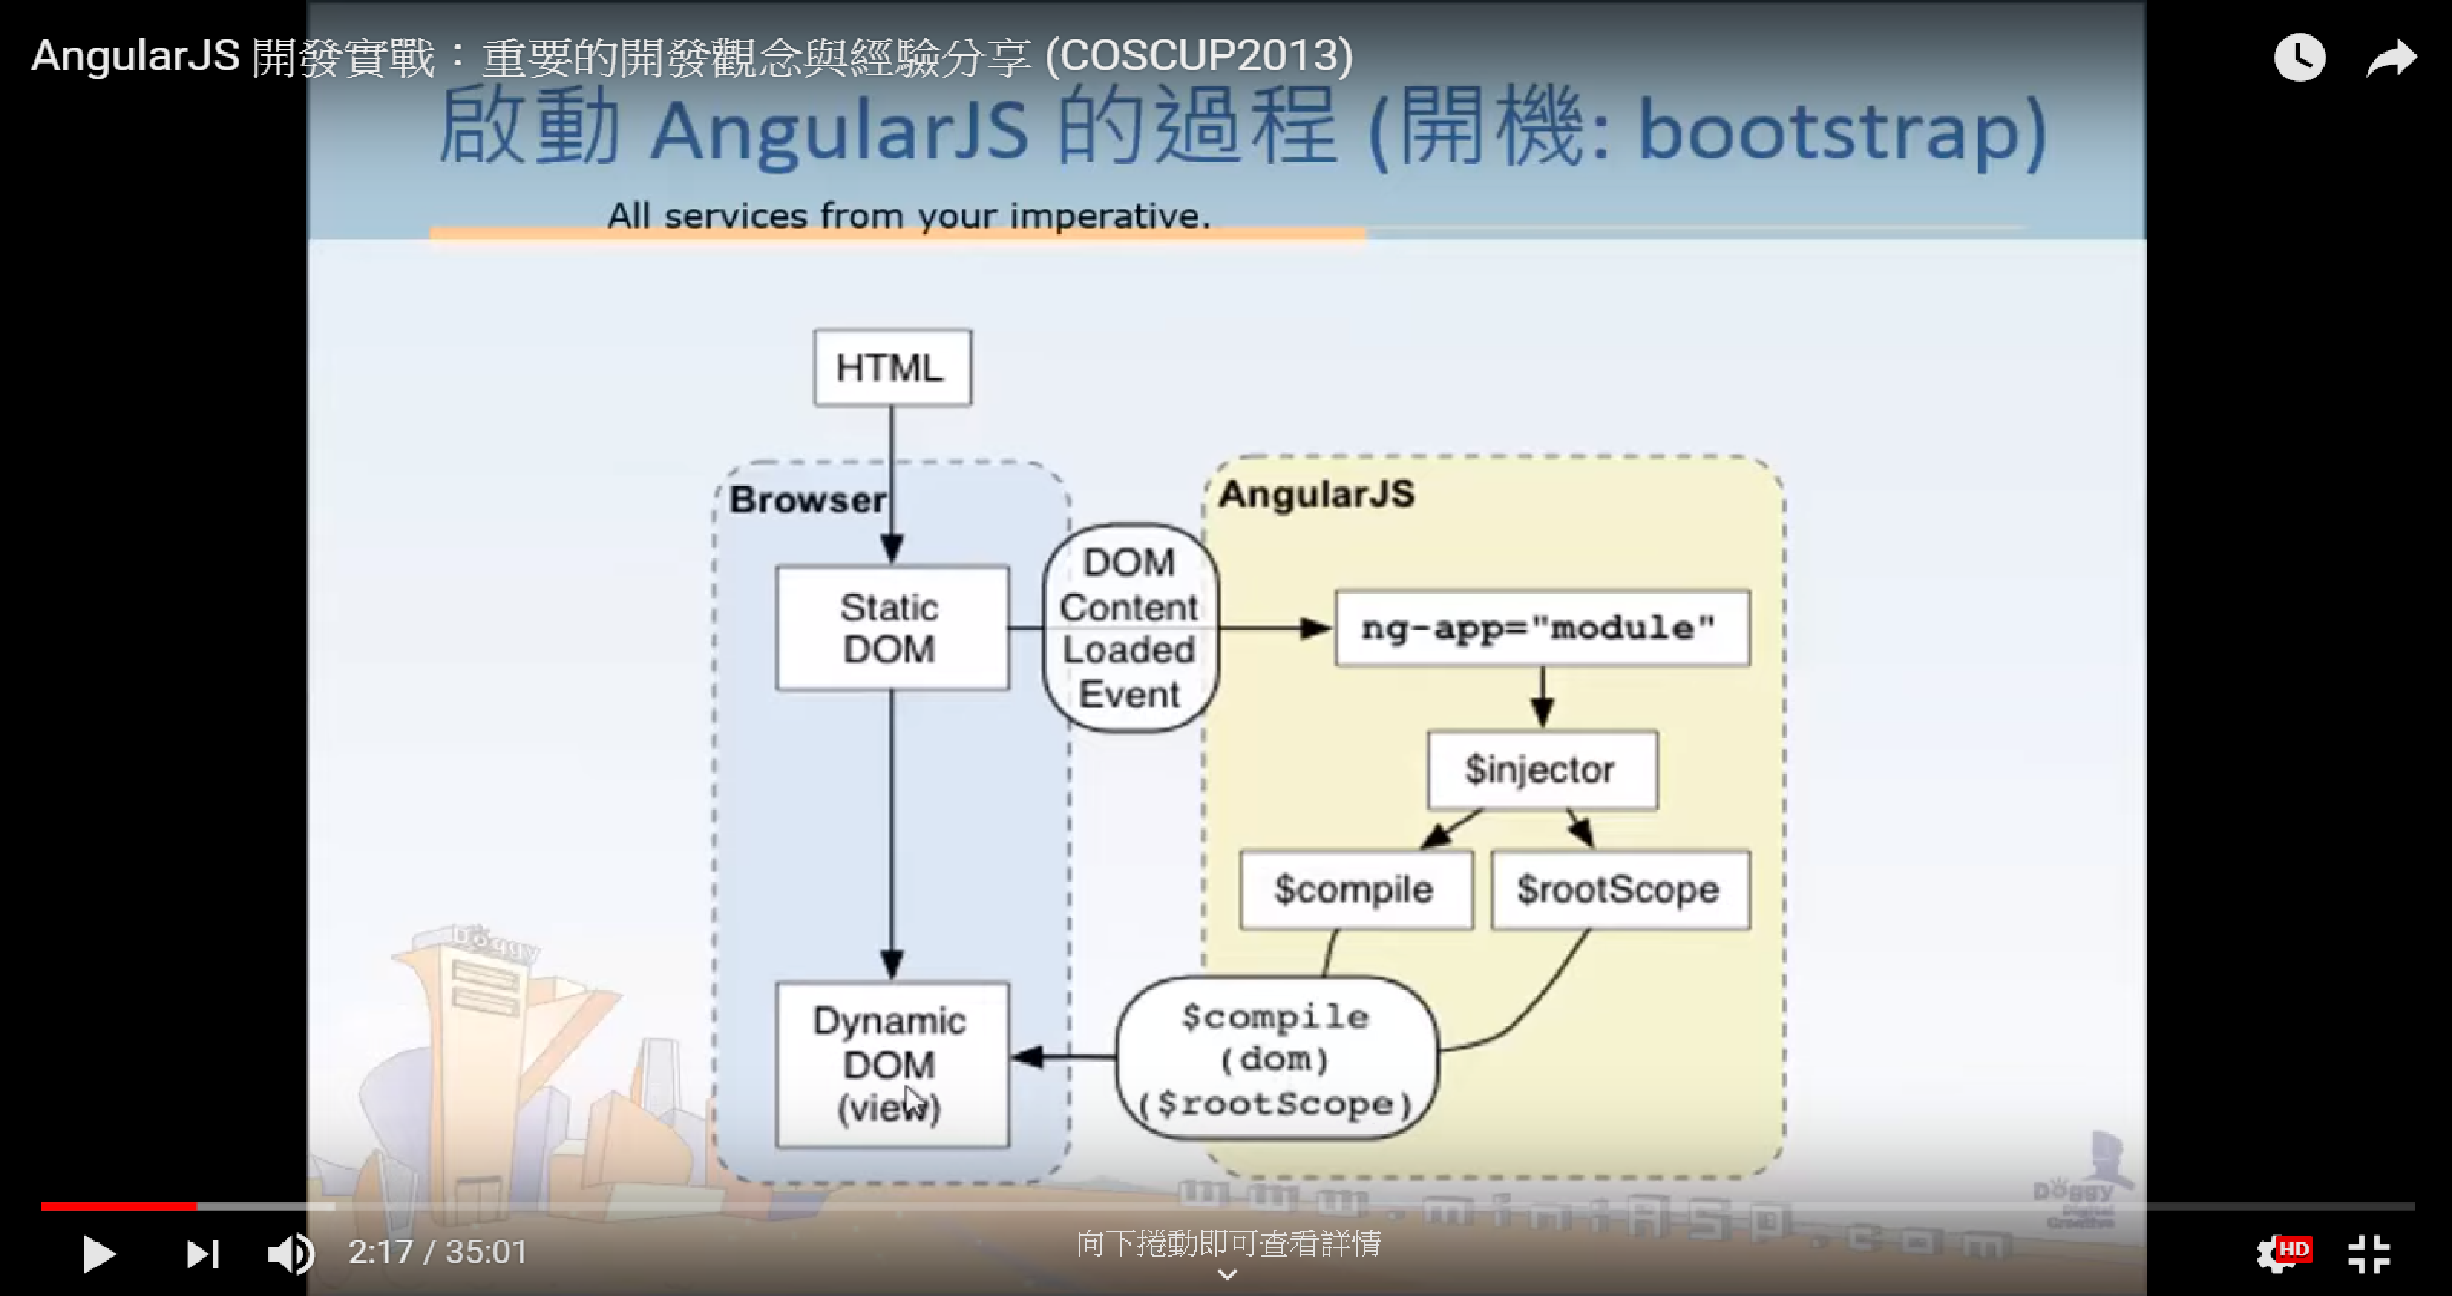 AngularJS 開發實戰：重要的開發觀念與經驗分享 (COSCUP2013)
啟動 AngularJS 的過程 (開機: bootstrap)
All services from your imperative.
HTML
Browser
Static
DOM
DOM
Content
Loaded
Event
AngularJS
ng-app="module"
$injector
$compile
$rootScope
$compile
(dom)
($rootScope)
Dynamic
DOM
(view)
Doggy
www.miniasp.com
Doggy
Digital
Creative
2:17 / 35:01
向下捲動即可查看詳情
HD